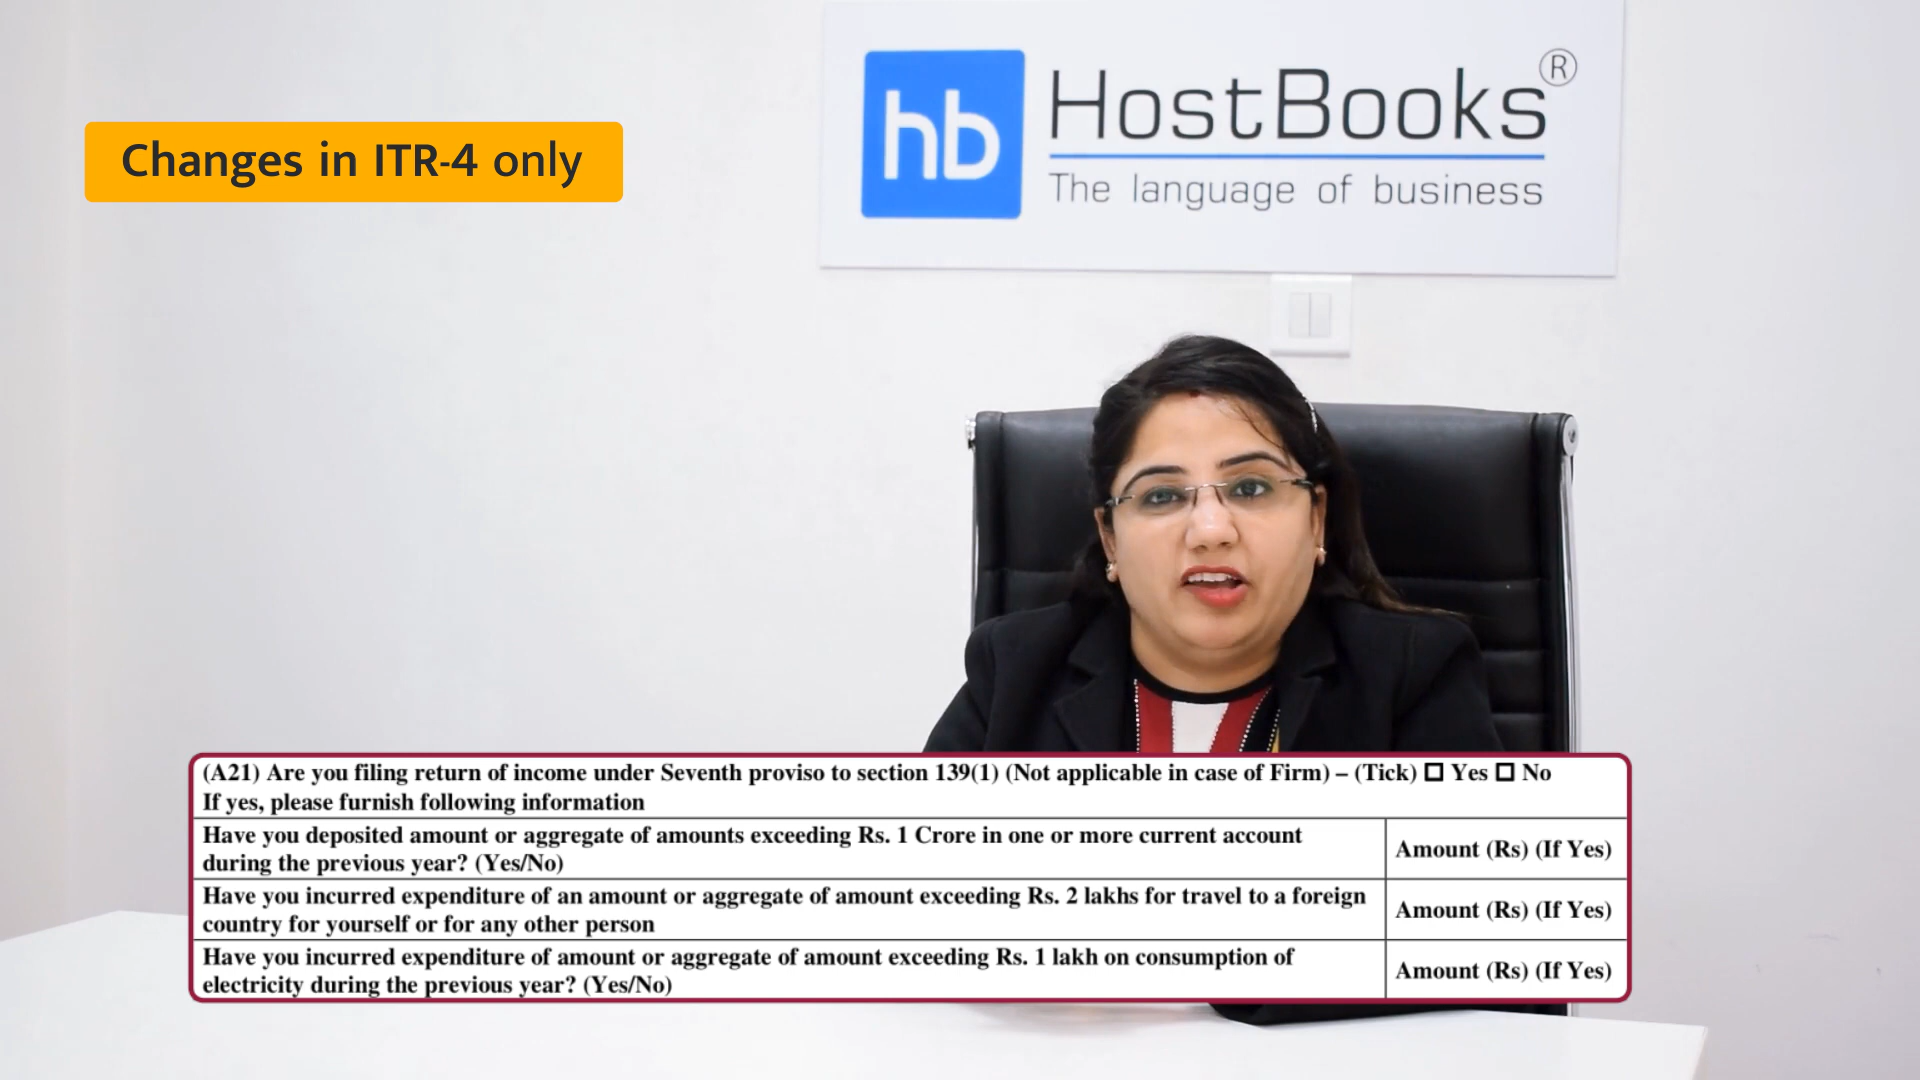 Changes in ITR-4 only
hb
HostBooks®
The language of business
(A21) Are you filing return of income under Seventh proviso to section 139(1) (Not applicable in case of Firm) – (Tick) ☐ Yes ☐ No
If yes, please furnish following information
Have you deposited amount or aggregate of amounts exceeding Rs. 1 Crore in one or more current account
during the previous year? (Yes/No)
Amount (Rs) (If Yes)
Have you incurred expenditure of an amount or aggregate of amount exceeding Rs. 2 lakhs for travel to a foreign
country for yourself or for any other person
Amount (Rs) (If Yes)
Have you incurred expenditure of amount or aggregate of amount exceeding Rs. 1 lakh on consumption of
electricity during the previous year? (Yes/No)
Amount (Rs) (If Yes)